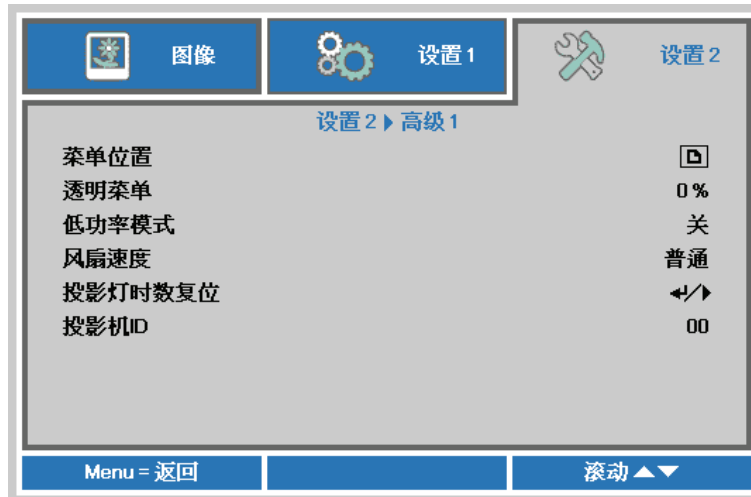 图像 设置1 设置2
设置2 ▶ 高级1
菜单位置
透明菜单 0%
低功率模式 关
风扇速度 普通
投影灯时数复位 ↵/▶
投影机ID 00
Menu = 返回 滚动▲▼